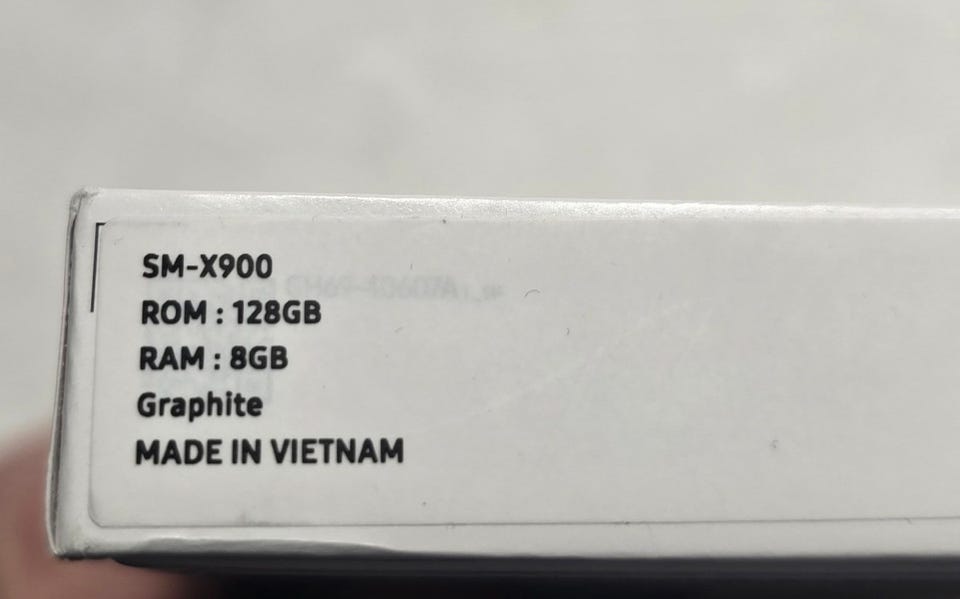 SM-X900
ROM : 128GB
RAM : 8GB
Graphite
MADE IN VIETNAM